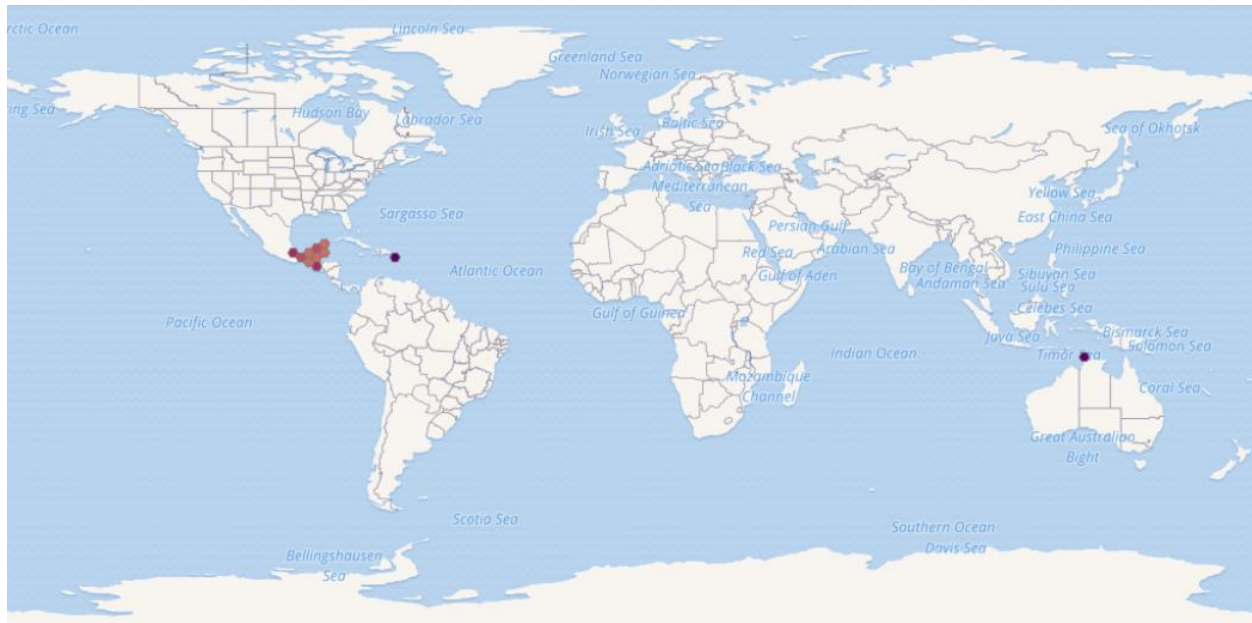 rctic Ocean
Lincoln Sea
Greenland Sea
Norwegian Sea
ring Sea
Hudson Bay
Labrador Sea
Irish Sea
Baltic Sea
Sea of Okhotsk
Adriatic Sea
Black Sea
Mediterranean
Sea
Yellow Sea
East China Sea
Sargasso Sea
Persian Gulf
Red Sea
Arabian Sea
Philippine Sea
Atlantic Ocean
Gulf of Aden
Bay of Bengal
Andaman Sea
Sibuyan Sea
Sulu Sea
Pacific Ocean
Gulf of Guinea
Celebes Sea
Java Sea
Bismarck Sea
Solomon Sea
Indian Ocean
Timor Sea
Mozambique
Channel
Coral Sea
Great Australian
Bight
Scotia Sea
Southern Ocean
Bellingshausen
Sea
Davis Sea